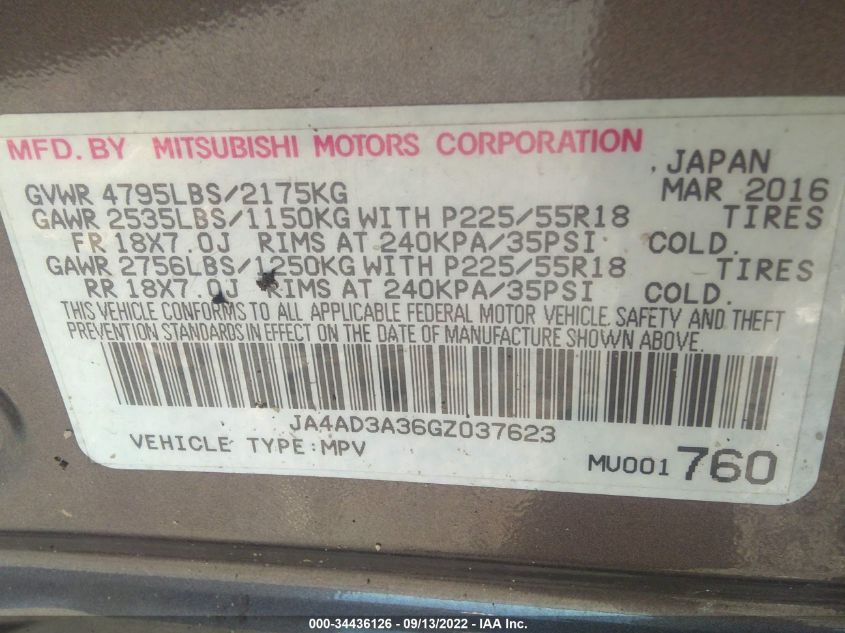 MFD. BY MITSUBISHI MOTORS CORPORATION
, JAPAN
GVWR 4795LBS/2175KG MAR 2016
GAWR 2535LBS/1150KG WITH P225/55R18 TIRES
FR 18X7.0J RIMS AT 240KPA/35PSI COLD.
GAWR 2756LBS/1250KG WITH P225/55R18 TIRES
RR 18X7.0J RIMS AT 240KPA/35PSI COLD.
THIS VEHICLE CONFORMS TO ALL APPLICABLE FEDERAL MOTOR VEHICLE SAFETY AND THEFT
PREVENTION STANDARDS IN EFFECT ON THE DATE OF MANUFACTURE SHOWN ABOVE.
JA4AD3A36GZ037623
VEHICLE TYPE:MPV
MU001 760
000-34436126 - 09/13/2022 - IAA Inc.